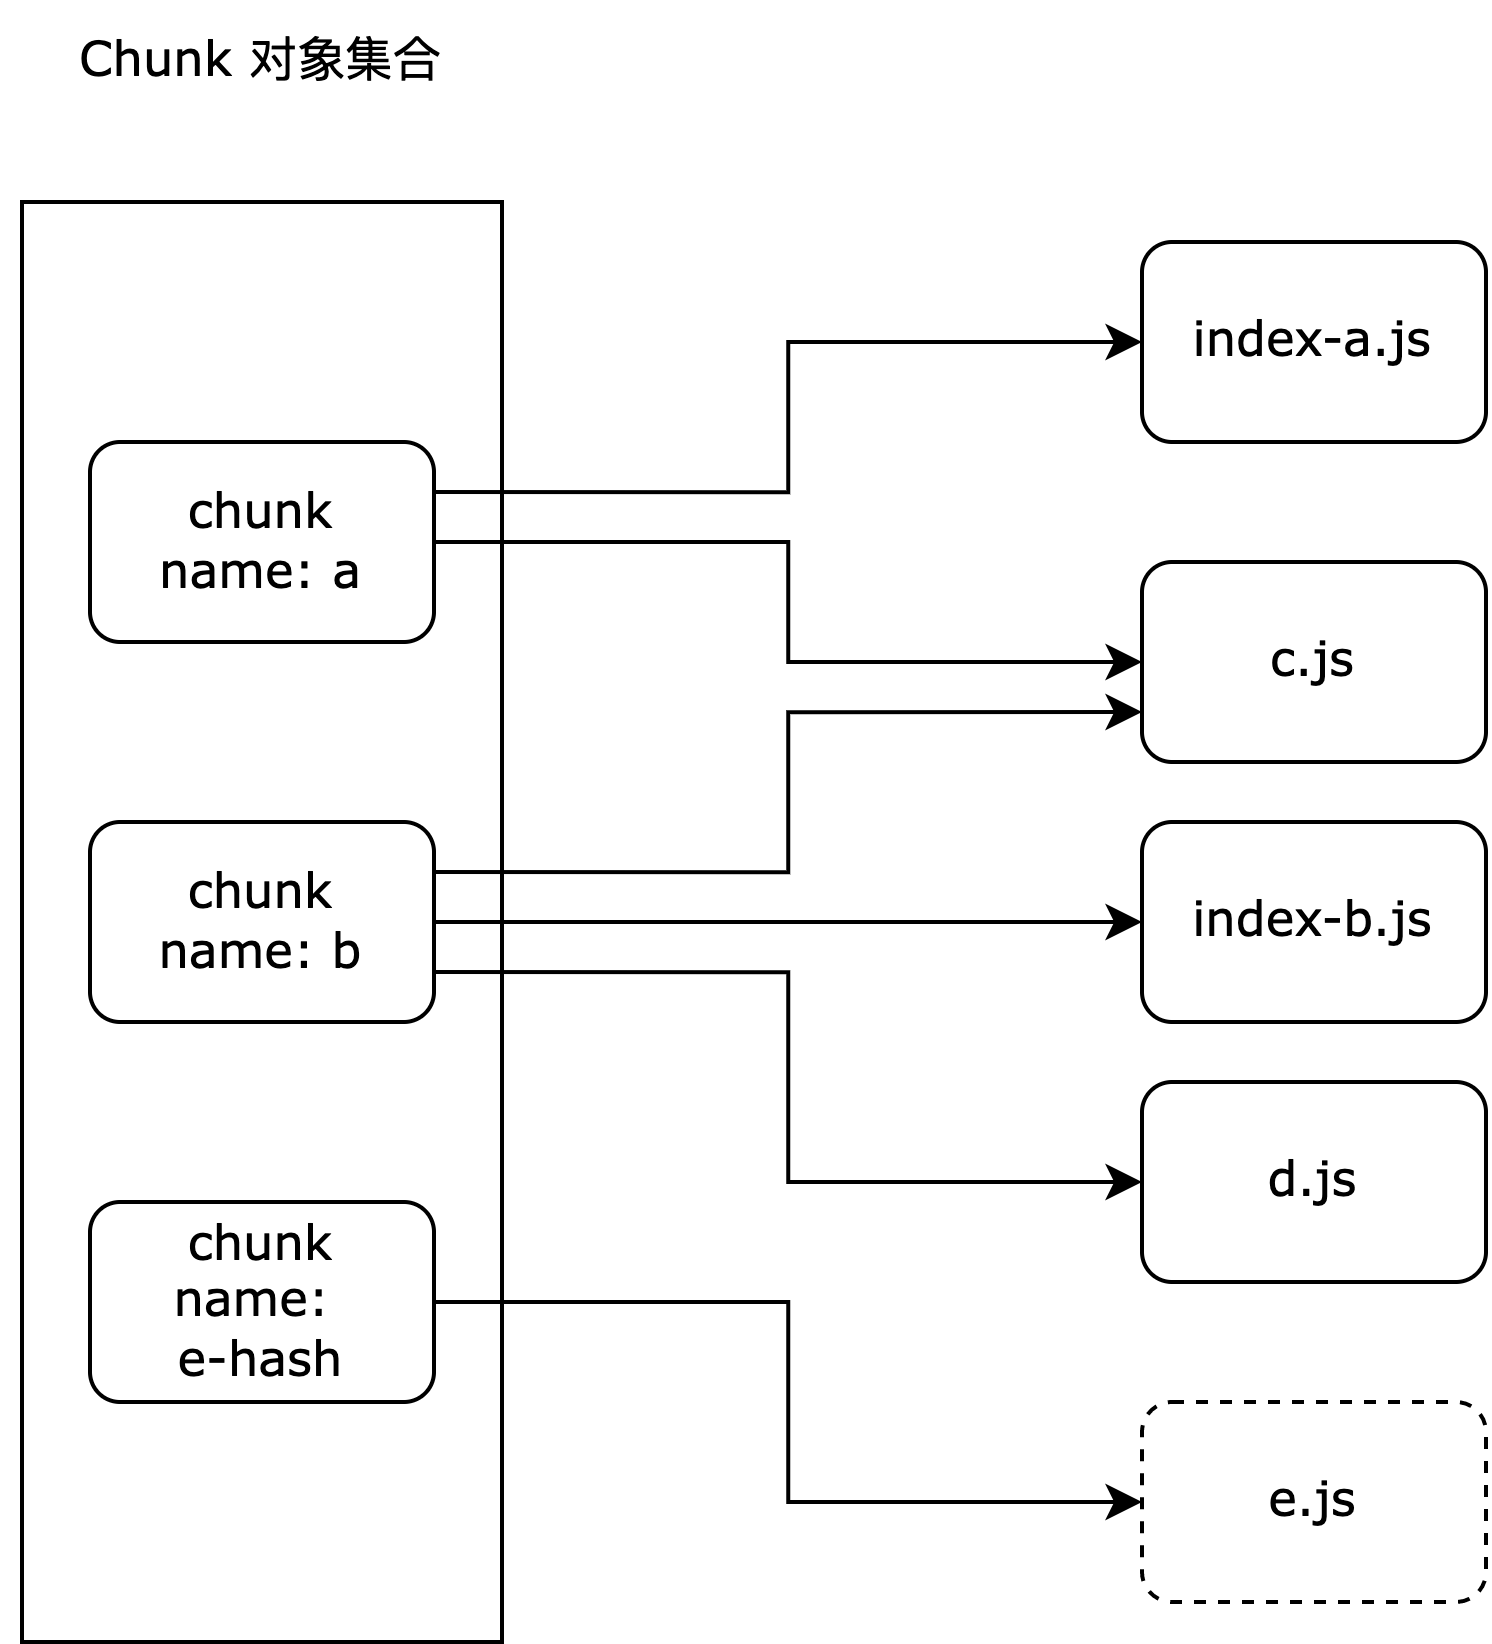 Chunk 对象集合
chunk
name: a
chunk
name: b
chunk
name:
e-hash
index-a.js
c.js
index-b.js
d.js
e.js